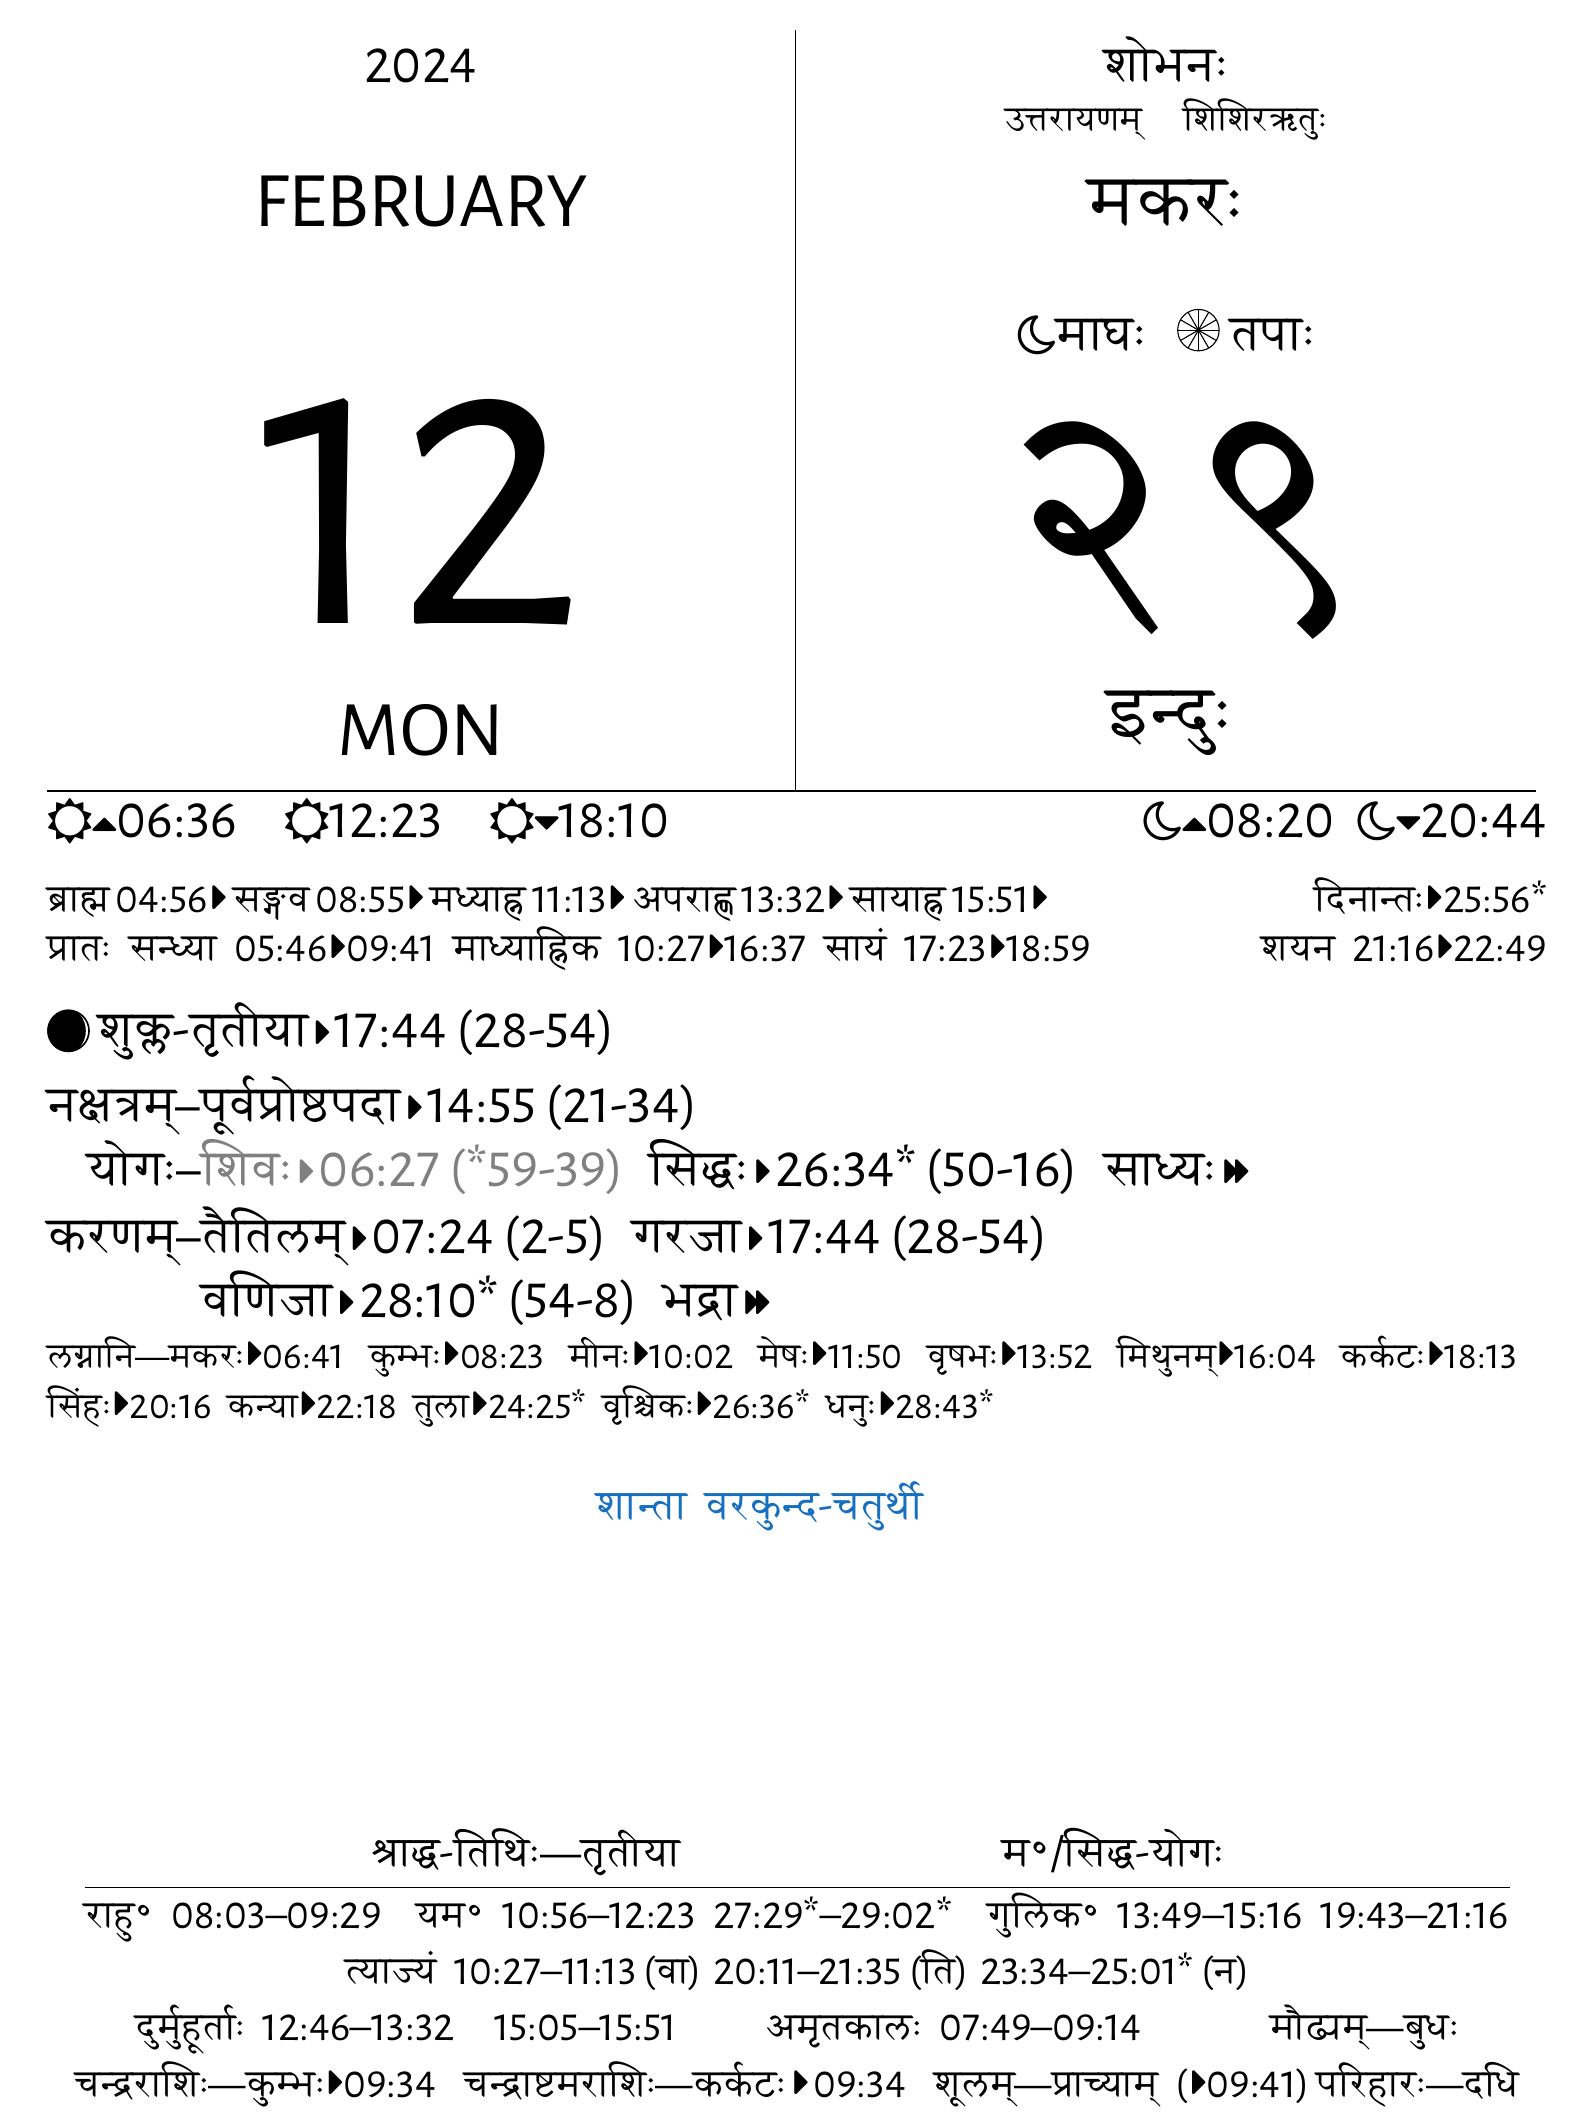 2024
FEBRUARY
12
MON
शोभनः
उत्तरायणम् शिशिरऋतुः
मकरः
माघः तपाः
२९
इन्दुः
06:36 12:23 18:10 08:20 20:44
ब्राह्म 04:56 सङ्गव 08:55 मध्याह्न 11:13 अपराह्ण 13:32 सायाह्न 15:51 दिनान्तः 25:56*
प्रातः सन्ध्या 05:46 09:41 माध्याह्निक 10:27 16:37 सायं 17:23 18:59 शयन 21:16 22:49
शुक्ल-तृतीया 17:44 (28-54)
नक्षत्रम्–पूर्वप्रोष्ठपदा 14:55 (21-34)
योगः–शिवः 06:27 (*59-39) सिद्धः 26:34* (50-16) साध्यः
करणम्–तैतिलम् 07:24 (2-5) गरजा 17:44 (28-54)
वणिजा 28:10* (54-8) भद्रा
लग्नानि—मकरः 06:41 कुम्भः 08:23 मीनः 10:02 मेषः 11:50 वृषभः 13:52 मिथुनम् 16:04 कर्कटः 18:13
सिंहः 20:16 कन्या 22:18 तुला 24:25* वृश्चिकः 26:36* धनुः 28:43*
शान्ता वरकुन्द-चतुर्थी
श्राद्ध-तिथिः—तृतीया म॰/सिद्ध-योगः
राहु॰ 08:03–09:29 यम॰ 10:56–12:23 27:29*–29:02* गुलिक॰ 13:49–15:16 19:43–21:16
त्याज्यं 10:27–11:13 (वा) 20:11–21:35 (ति) 23:34–25:01* (न)
दुर्मुहूर्ताः 12:46–13:32 15:05–15:51 अमृतकालः 07:49–09:14 मौढ्यम्—बुधः
चन्द्रराशिः—कुम्भः 09:34 चन्द्राष्टमराशिः—कर्कटः 09:34 शूलम्—प्राच्याम् (09:41) परिहारः—दधि